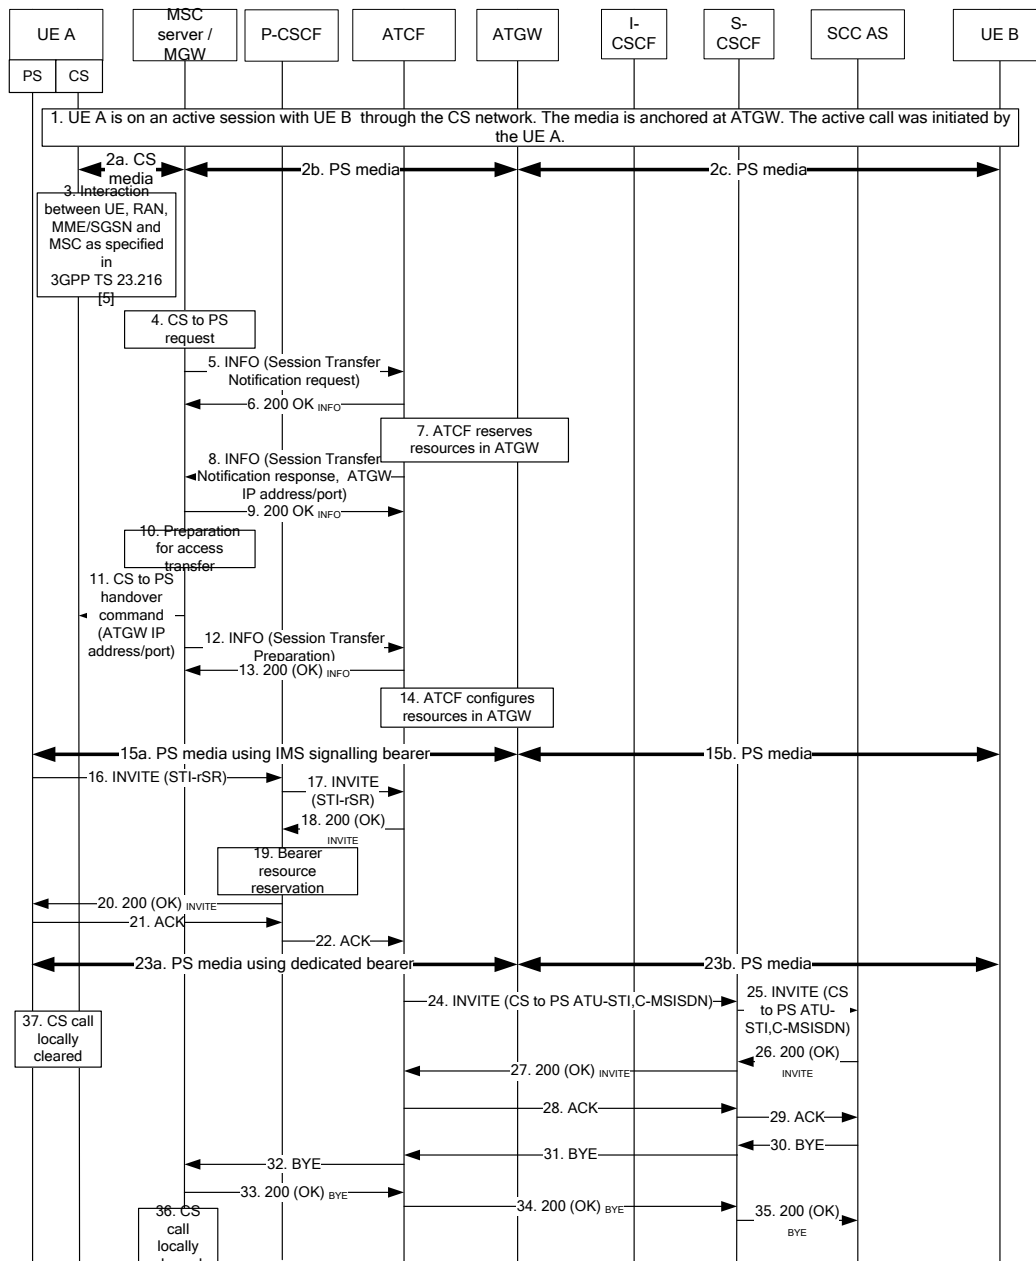 UE A
MSC
server /
MGW
P-CSCF
ATCF
ATGW
I-
CSCF
S-
CSCF
SCC AS
UE B
PS
CS
1. UE A is on an active session with UE B through the CS network. The media is anchored at ATGW. The active call was initiated by
the UE A.
2a. CS
media
2b. PS media
2c. PS media
3. Interaction
between UE, RAN,
MME/SGSN and
MSC as specified
in
3GPP TS 23.216
[5]
4. CS to PS
request
5. INFO (Session Transfer
Notification request)
6. 200 OK INFO
7. ATCF reserves
resources in ATGW
8. INFO (Session Transfer
Notification response, ATGW
IP address/port)
9. 200 OK INFO
10. Preparation
for access
transfer
11. CS to PS
handover
command
(ATGW IP
address/port)
12. INFO (Session Transfer
Preparation)
13. 200 (OK) INFO
14. ATCF configures
resources in ATGW
15a. PS media using IMS signalling bearer
15b. PS media
16. INVITE (STI-rSR)
17. INVITE
(STI-rSR)
18. 200 (OK)
INVITE
19. Bearer
resource
reservation
20. 200 (OK) INVITE
21. ACK
22. ACK
23a. PS media using dedicated bearer
23b. PS media
24. INVITE (CS to PS ATU-STI,C-MSISDN)
25. INVITE (CS
to PS ATU-
STI,C-MSISDN)
37. CS call
locally
cleared
26. 200 (OK)
INVITE
27. 200 (OK) INVITE
28. ACK
29. ACK
30. BYE
31. BYE
32. BYE
33. 200 (OK) BYE
34. 200 (OK) BYE
35. 200 (OK)
BYE
36. CS
call
locally